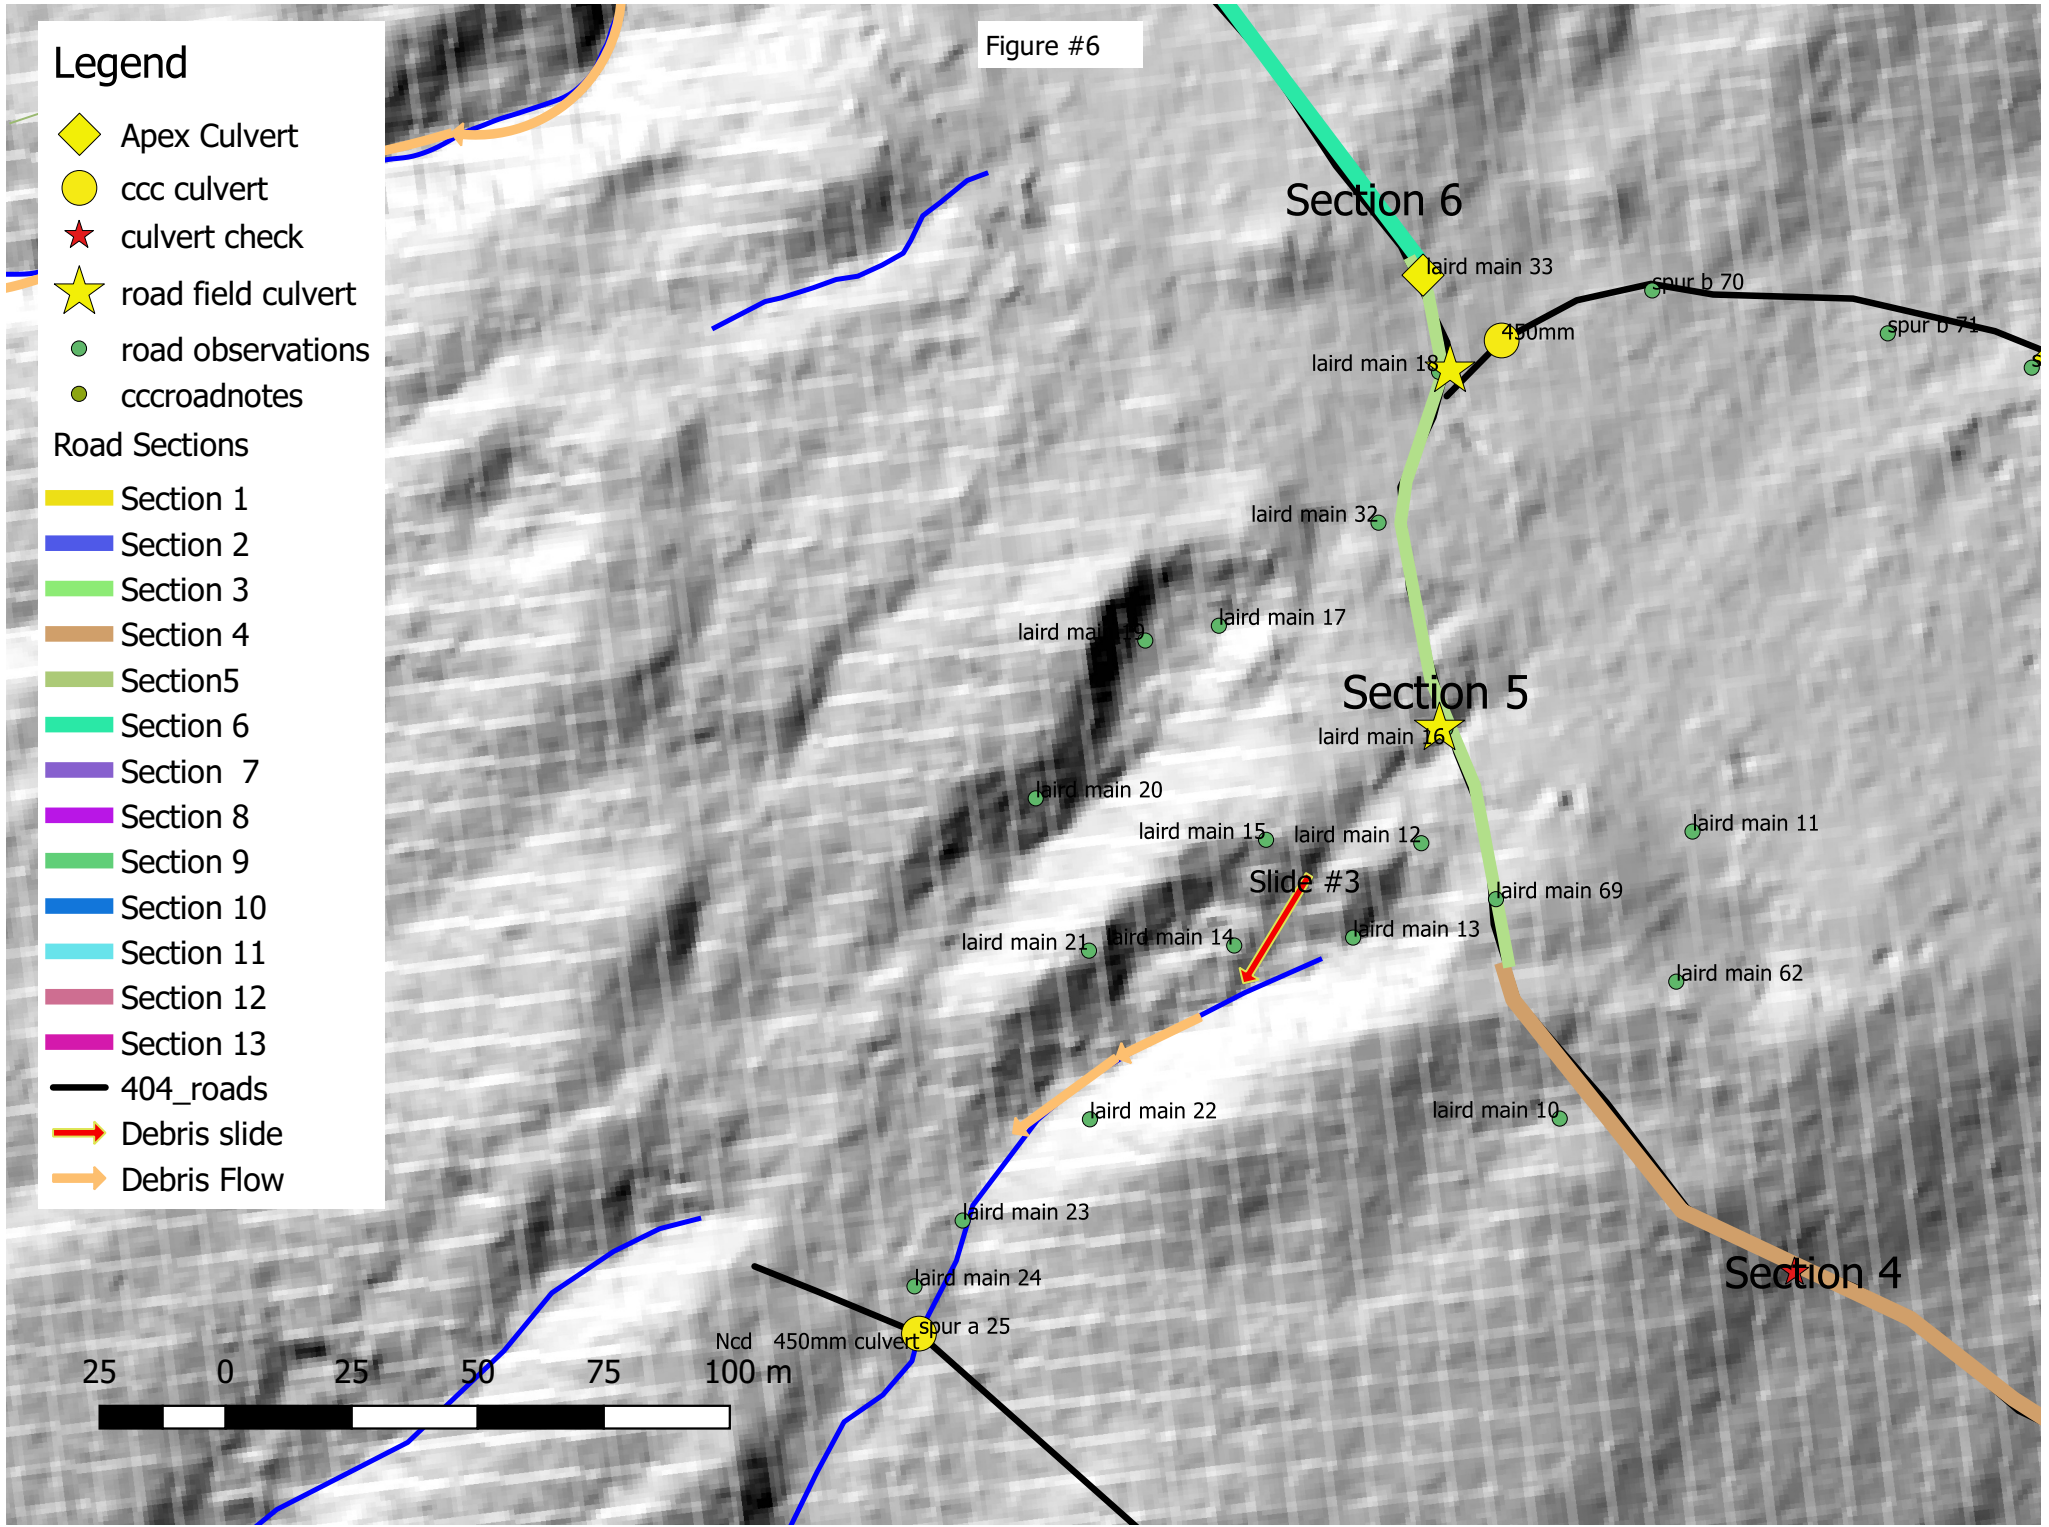 Figure #6
Legend
Apex Culvert
ccc culvert
culvert check
road field culvert
road observations
cccroadnotes
Road Sections
Section 1
Section 2
Section 3
Section 4
Section5
Section 6
Section 7
Section 8
Section 9
Section 10
Section 11
Section 12
Section 13
404_roads
Debris slide
Debris Flow
25 0 25 50 75 100 m
Section 6
laird main 33
spur b 70
450mm
spur b 71
s
laird main 18
laird main 32
laird main 17
laird main 19
Section 5
laird main 16
laird main 20
laird main 15
laird main 12
laird main 11
Slide #3
laird main 69
laird main 21
laird main 14
laird main 13
laird main 62
laird main 22
laird main 10
laird main 23
Section 4
laird main 24
spur a 25
Ncd 450mm culvert